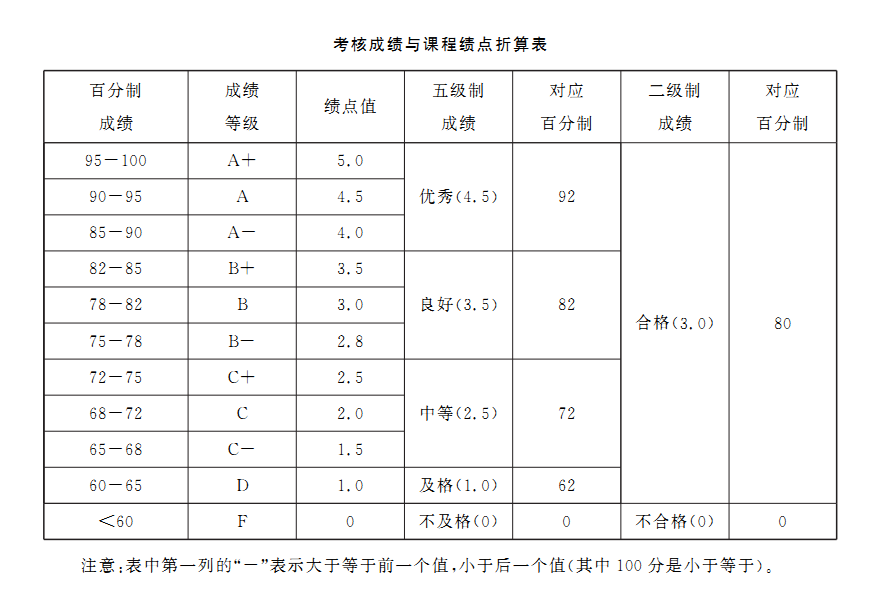 考核成绩与课程绩点折算表
百分制成绩 成绩等级 绩点值 五级制成绩 对应百分制 二级制成绩 对应百分制
95－100 A＋ 5.0 优秀(4.5) 92 合格(3.0) 80
90－95 A 4.5
85－90 A－ 4.0
82－85 B＋ 3.5 良好(3.5) 82
78－82 B 3.0
75－78 B－ 2.8
72－75 C＋ 2.5 中等(2.5) 72
68－72 C 2.0
65－68 C－ 1.5
60－65 D 1.0 及格(1.0) 62
＜60 F 0 不及格(0) 0 不合格(0) 0
注意:表中第一列的“－”表示大于等于前一个值,小于后一个值(其中100分是小于等于)。